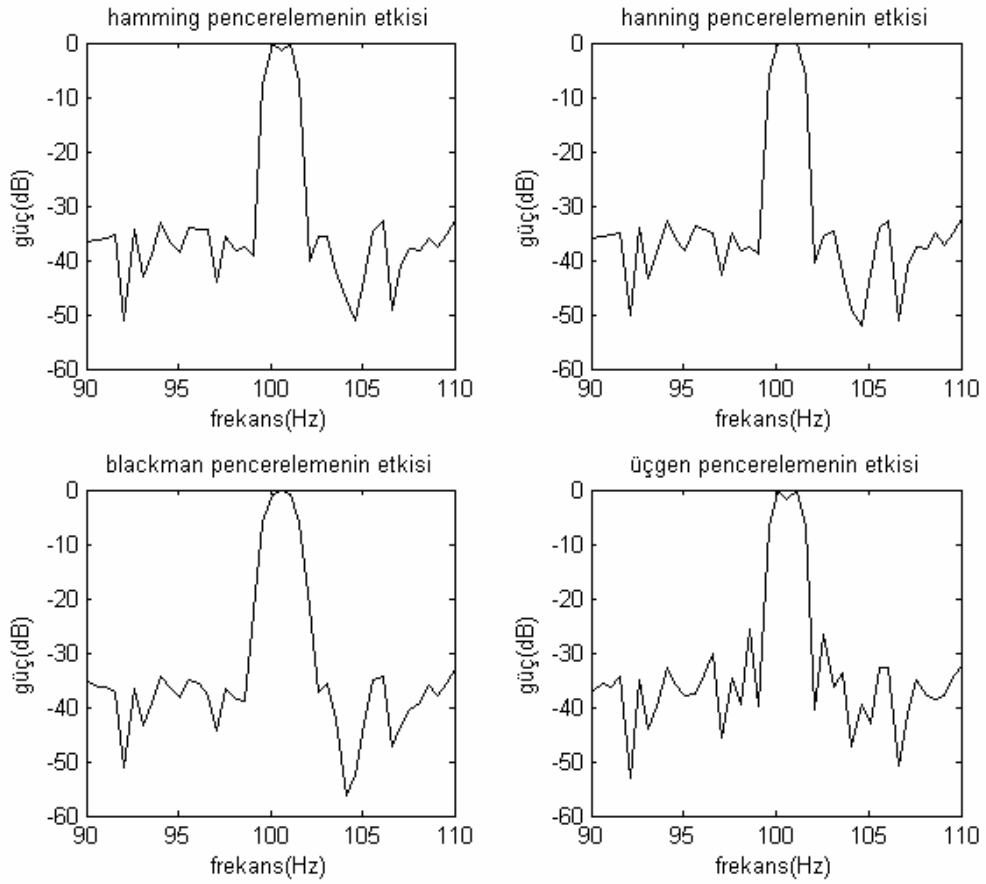 hamming pencerelemenin etkisi
0
-10
-20
-30
-40
-50
-60
güç(dB)
90 95 100 105 110
frekans(Hz)
hanning pencerelemenin etkisi
0
-10
-20
-30
-40
-50
-60
güç(dB)
90 95 100 105 110
frekans(Hz)
blackman pencerelemenin etkisi
0
-10
-20
-30
-40
-50
-60
güç(dB)
90 95 100 105 110
frekans(Hz)
üçgen pencerelemenin etkisi
0
-10
-20
-30
-40
-50
-60
güç(dB)
90 95 100 105 110
frekans(Hz)